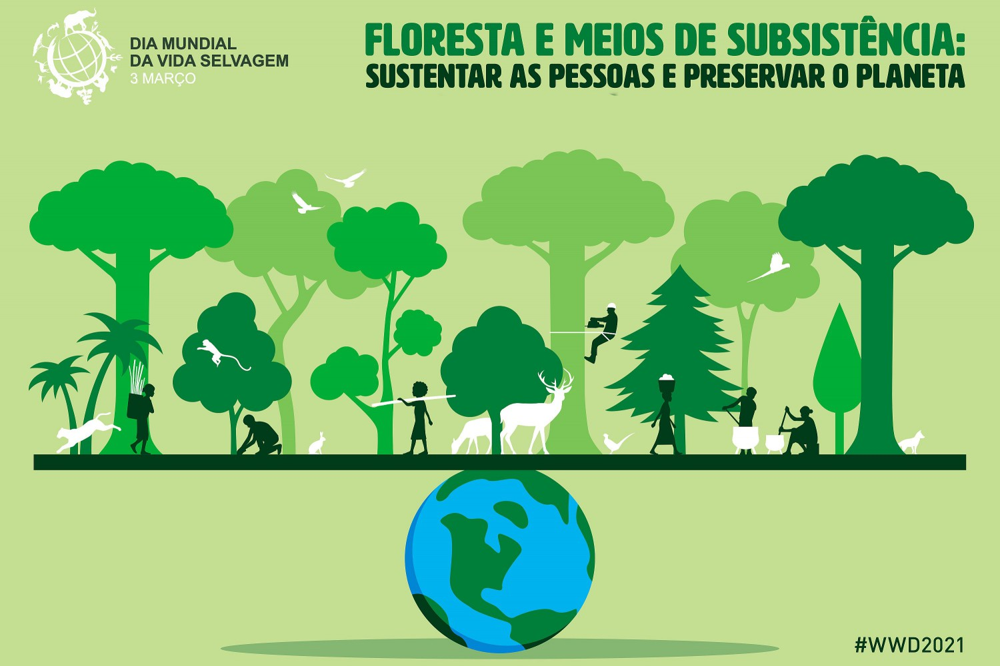 DIA MUNDIAL
DA VIDA SELVAGEM
3 MARÇO
FLORESTA E MEIOS DE SUBSISTÊNCIA:
SUSTENTAR AS PESSOAS E PRESERVAR O PLANETA
#WWD2021